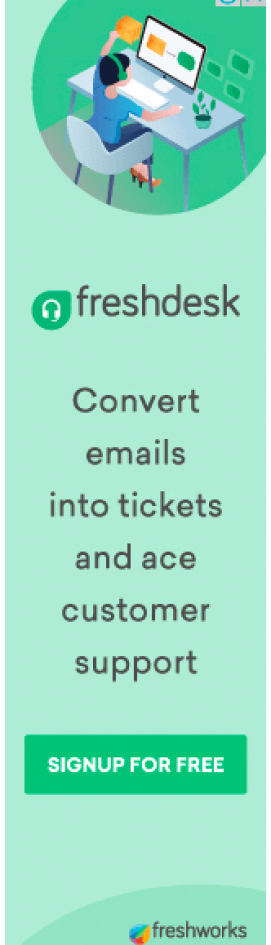 freshdesk
Convert
emails
into tickets
and ace
customer
support
SIGNUP FOR FREE
freshworks